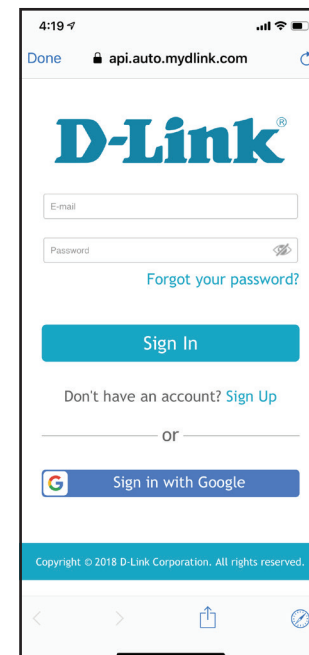 4:19
Done api.auto.mydlink.com
D-Link®
E-mail
Password
Forgot your password?
Sign In
Don't have an account? Sign Up
or
G Sign in with Google
Copyright © 2018 D-Link Corporation. All rights reserved.